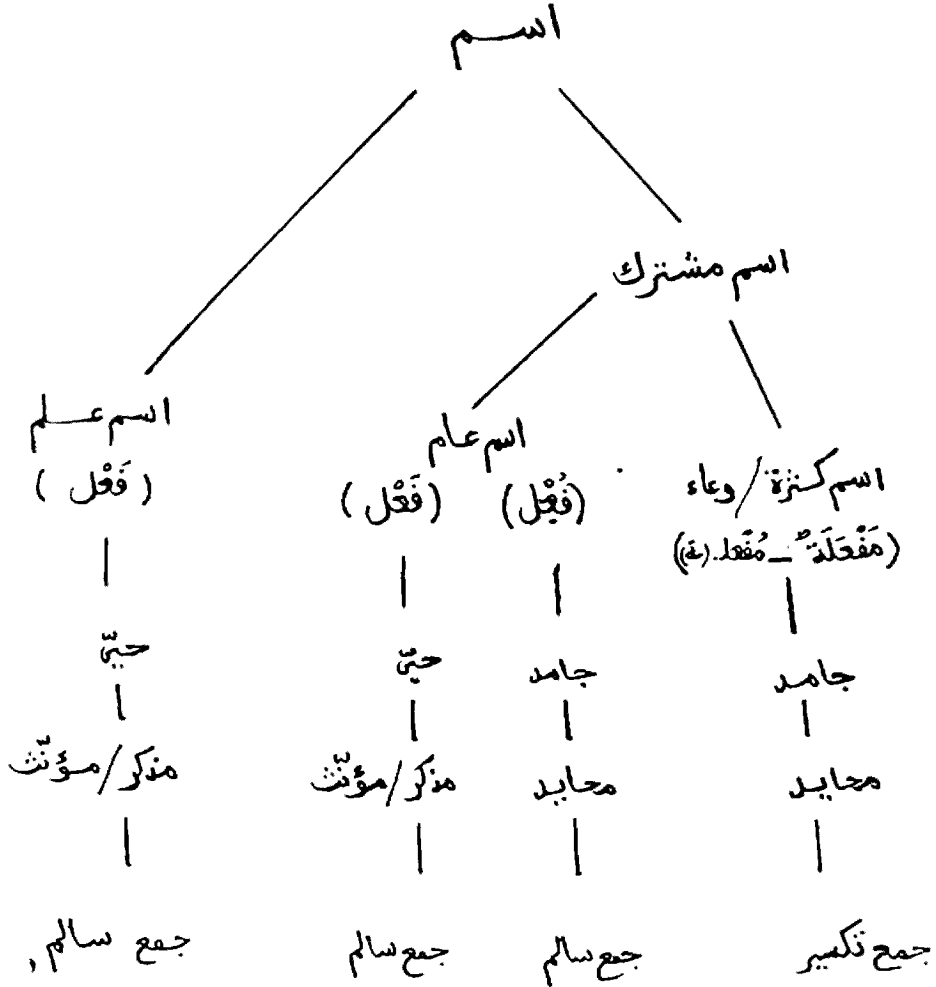 اسم
اسم مشترك
اسم علم
(فَعْل)
اسم عام
(فُعْل) (فَعْل)
اسم كثرة / وعاء
(مَفْعَلَة –
جامد
جامد
حيّ
حيّ
محايد
محايد
مذكر / مؤنّث
مذكر / مؤنّث
جمع تكسير
جمع سالم
جمع سالم
جمع سالم